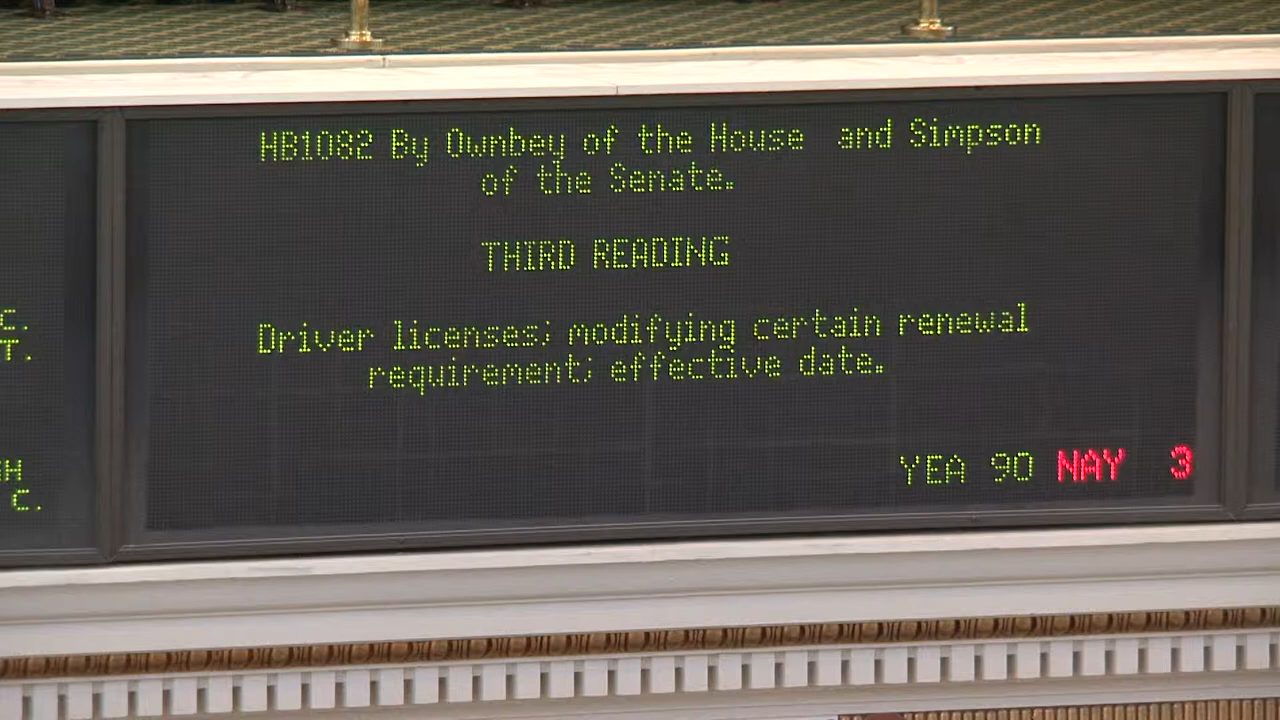 HB1082 By Ownbey of the House and Simpson
of the Senate.
THIRD READING
Driver licenses; modifying certain renewal
requirement; effective date.
YEA 90 NAY 3
C.
T.
H
C.